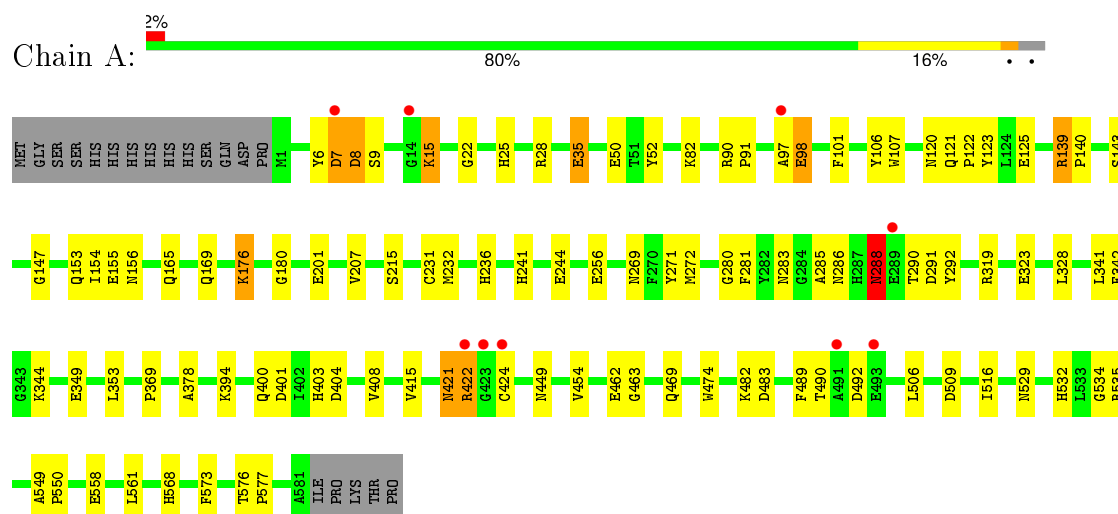 2%
Chain A:
80% 16% • •
MET GLY SER SER HIS HIS HIS HIS HIS HIS SER GLN ASP PRO M1 Y6 D7 D8 S9 G14 K15 G22 H25 R28 E35 E50 T51 Y52 K82 R90 P91 A97 E98 F101 Y106 W107 N120 Q121 P122 Y123 L124 E125 R139 P140 S143
G147 Q153 I154 E155 N156 Q165 Q169 K176 G180 E201 V207 S215 C231 M232 H236 H241 E244 E256 N269 F270 Y271 M272 G280 F281 Y282 N283 G284 A285 N286 H287 N288 E289 T290 D291 Y292 R319 E323 L328 L341
G343 K344 E349 L353 P369 A378 K394 Q400 D401 I402 H403 D404 V408 V415 N421 R422 G423 C424 N449 V454 E462 G463 Q469 W474 K482 D483 F489 T490 A491 D492 E493 L506 D509 I516 N529 H532 L533 G534
A549 P550 E558 L561 H568 F573 T576 P577 A581 ILE PRO LYS THR PRO